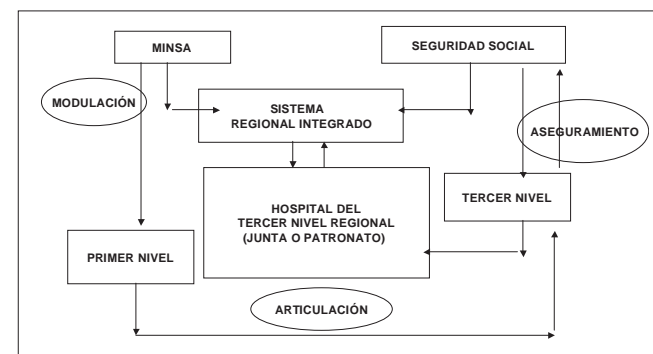 MINSA
SEGURIDAD SOCIAL
MODULACIÓN
SISTEMA
REGIONAL INTEGRADO
ASEGURAMIENTO
HOSPITAL DEL
TERCER NIVEL REGIONAL
(JUNTA O PATRONATO)
TERCER NIVEL
PRIMER NIVEL
ARTICULACIÓN